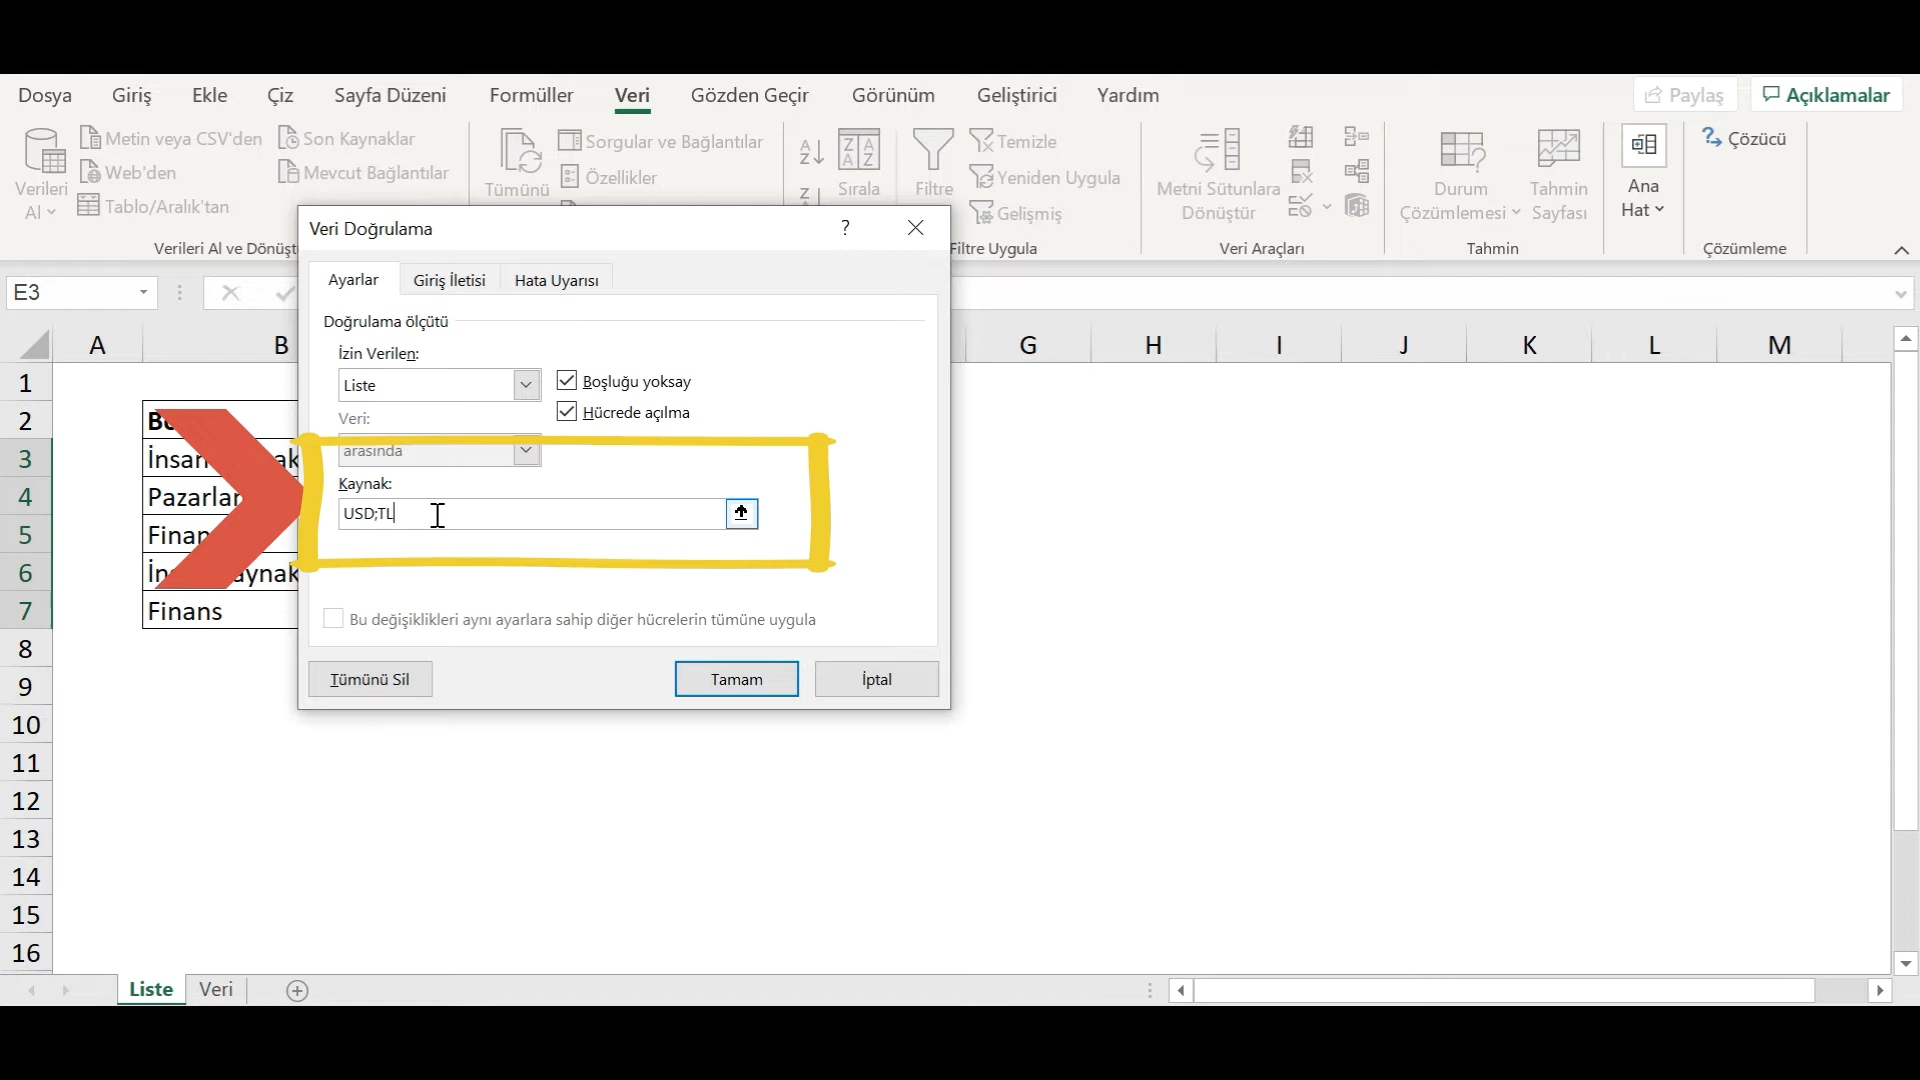 Dosya Giriş Ekle Çiz Sayfa Düzeni Formüller Veri Gözden Geçir Görünüm Geliştirici Yardım Paylaş Açıklamalar
Verileri Al
Metin veya CSV'den
Web'den
Tablo/Aralık'tan
Son Kaynaklar
Mevcut Bağlantılar
Verileri Al ve Dönüşt
Tümünü
Sorgular ve Bağlantılar
Özellikler
Sırala
Filtre
Temizle
Yeniden Uygula
Gelişmiş
Filtre Uygula
Metni Sütunlara
Dönüştür
Veri Araçları
Durum
Çözümlemesi
Tahmin
Sayfası
Tahmin
Ana
Hat
Çözücü
Çözümleme
E3
Veri Doğrulama ?
Ayarlar Giriş İletisi Hata Uyarısı
Doğrulama ölçütü
İzin Verilen:
Liste
Boşluğu yoksay
Veri:
Hücrede açılma
arasında
Kaynak:
USD;TL
Bu değişiklikleri aynı ayarlara sahip diğer hücrelerin tümüne uygula
Tümünü Sil Tamam İptal
A B G H I J K L M
1
2
3
4
5
6
7 Finans
8
9
10
11
12
13
14
15
16
Liste Veri